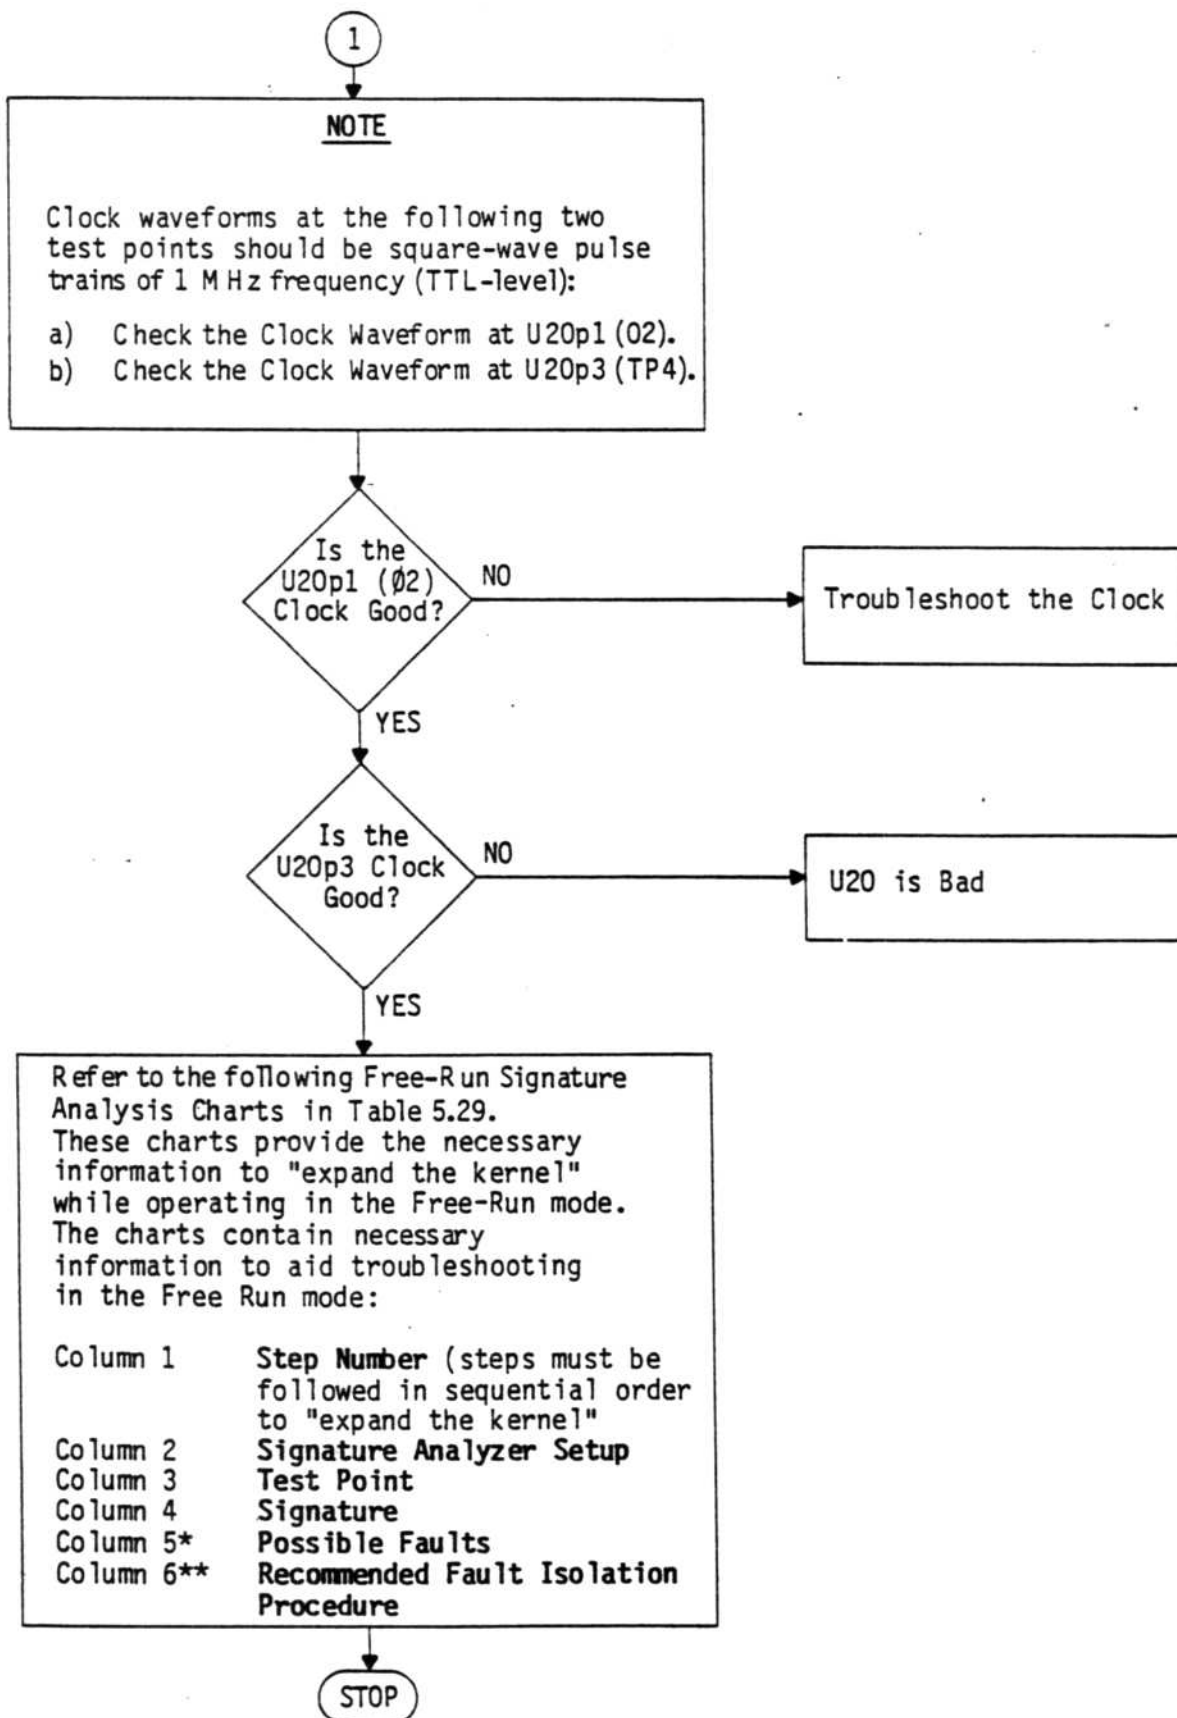 1
NOTE
Clock waveforms at the following two
test points should be square-wave pulse
trains of 1 M Hz frequency (TTL-level):
a) Check the Clock Waveform at U20p1 (02).
b) Check the Clock Waveform at U20p3 (TP4).
Is the
U20p1 (Ø2)
Clock Good?
NO
Troubleshoot the Clock
YES
Is the
U20p3 Clock
Good?
NO
U20 is Bad
YES
Refer to the following Free-Run Signature
Analysis Charts in Table 5.29.
These charts provide the necessary
information to "expand the kernel"
while operating in the Free-Run mode.
The charts contain necessary
information to aid troubleshooting
in the Free Run mode:
Column 1 Step Number (steps must be
followed in sequential order
to "expand the kernel"
Column 2 Signature Analyzer Setup
Column 3 Test Point
Column 4 Signature
Column 5* Possible Faults
Column 6** Recommended Fault Isolation
Procedure
STOP